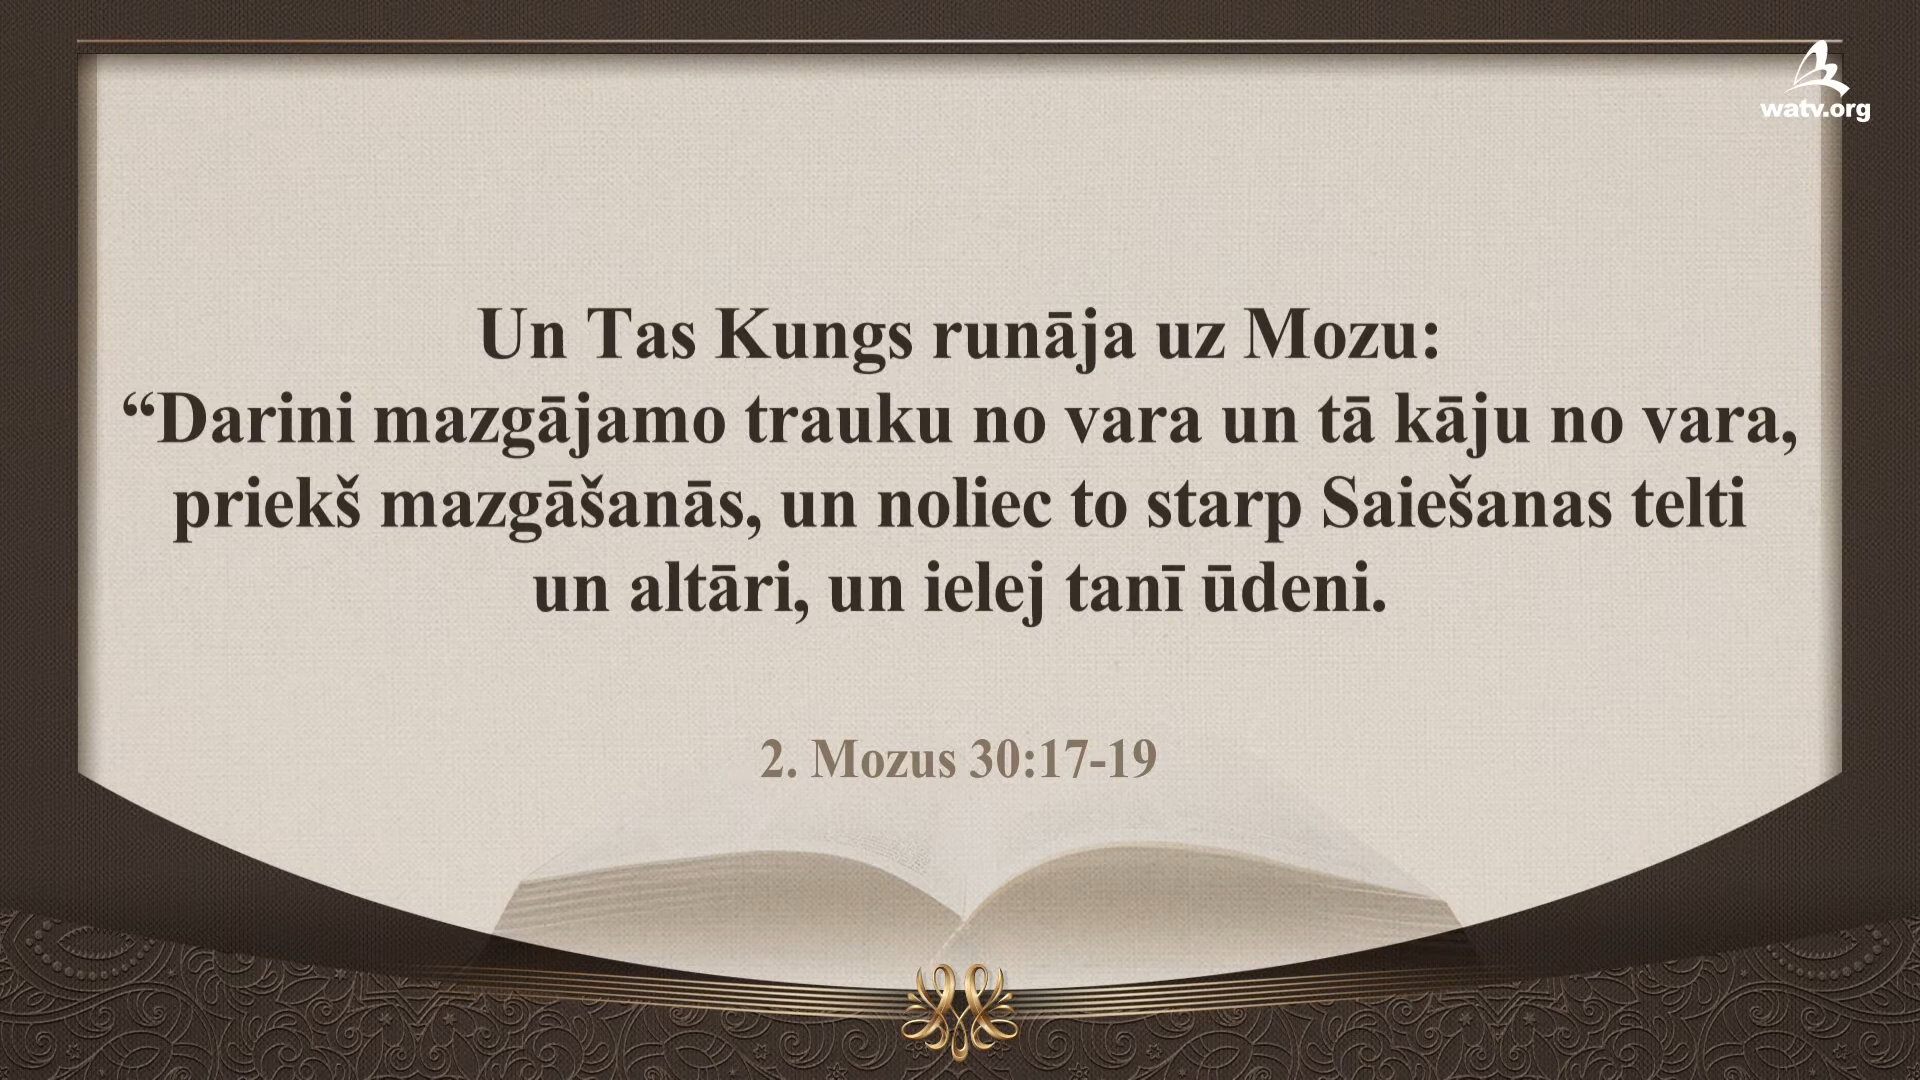 watv.org
Un Tas Kungs runāja uz Mozu:
“Darini mazgājamo trauku no vara un tā kāju no vara,
priekš mazgāšanās, un noliec to starp Saiešanas telti
un altāri, un ielej tanī ūdeni.
2. Mozus 30:17-19